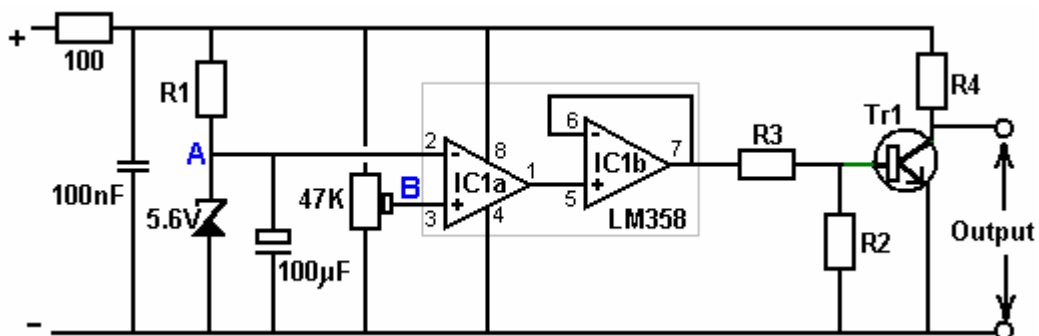 +
100
R1
R4
Tr1
A
2
8
6
7
R3
IC1a
1
IC1b
100nF
47K
B
5.6V
3
4
5
LM358
R2
Output
100µF
-
-
+
-
+